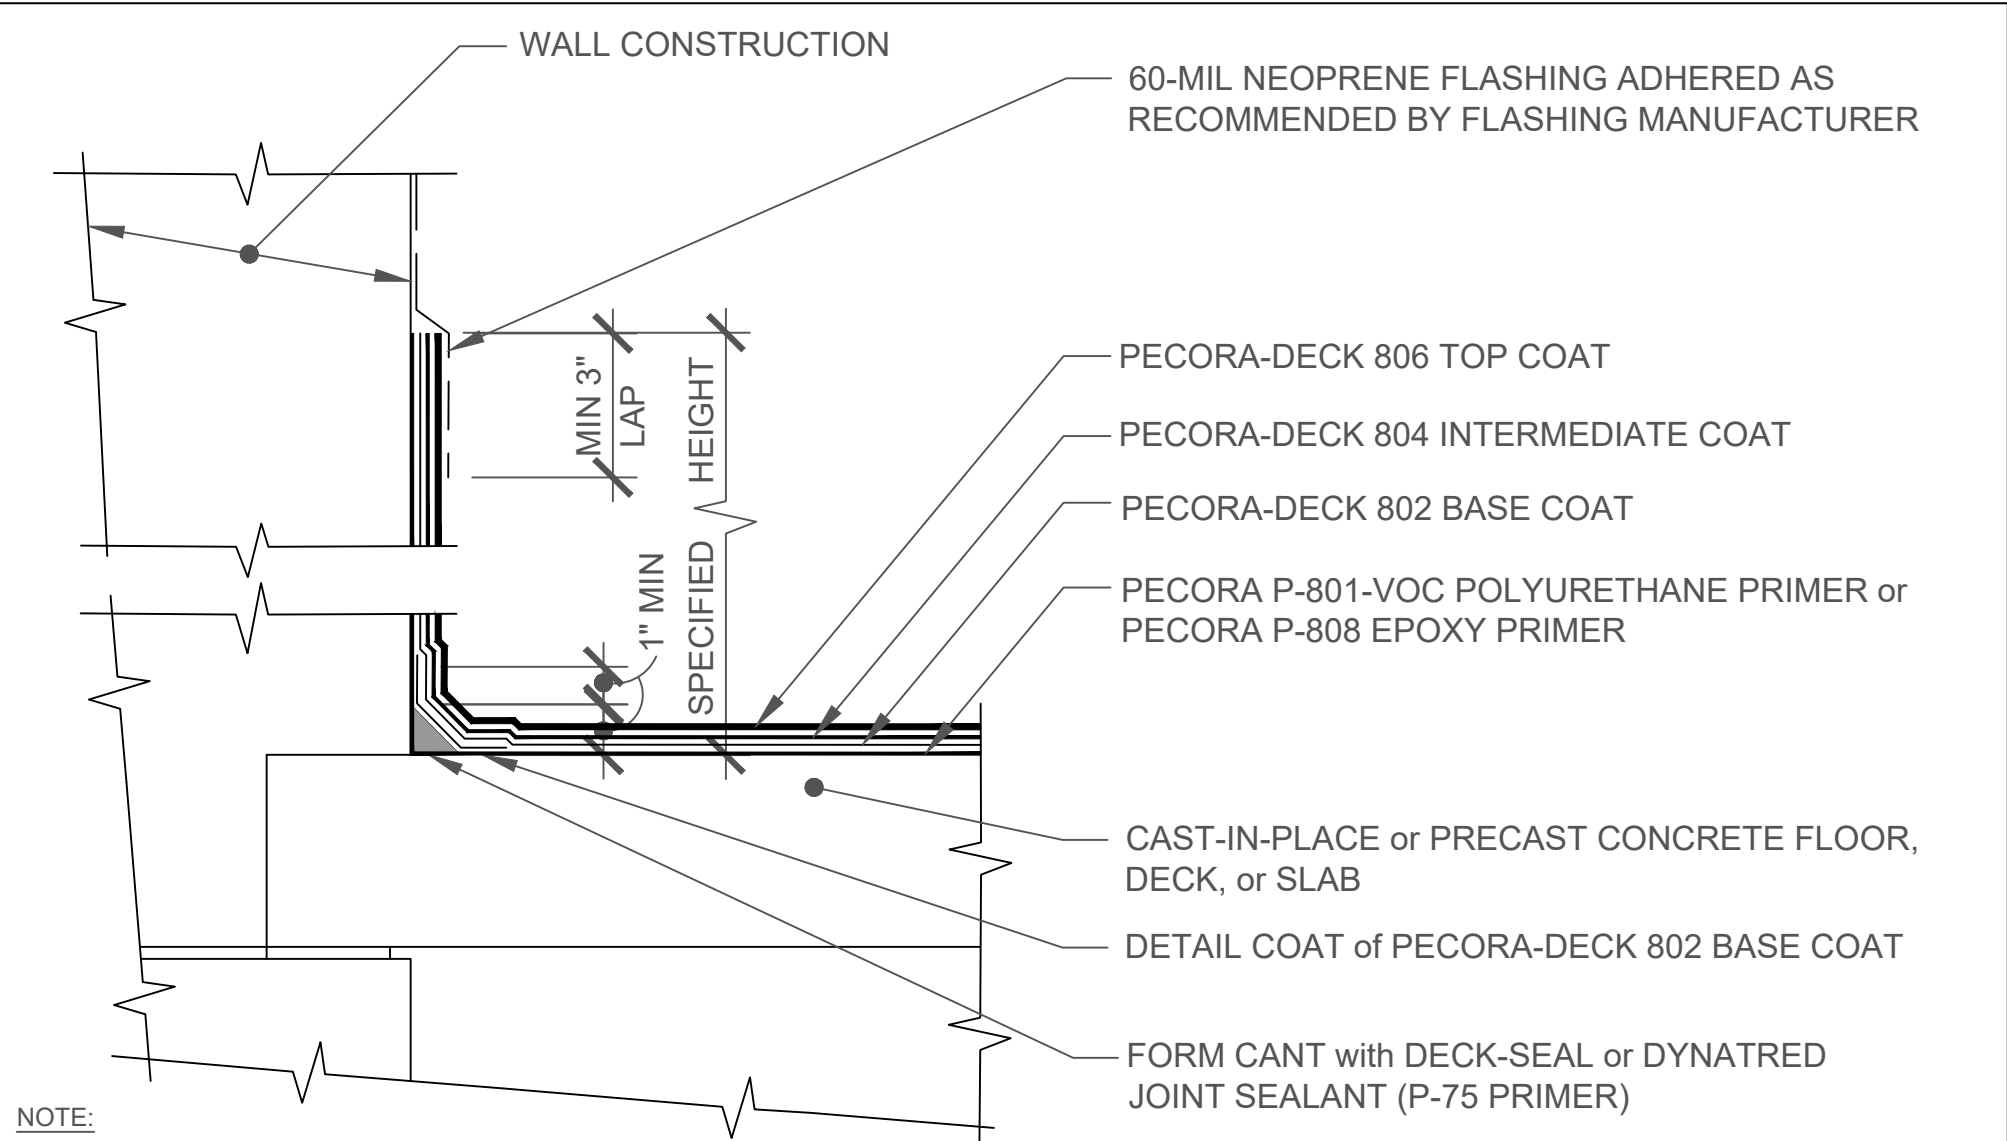 WALL CONSTRUCTION
60-MIL NEOPRENE FLASHING ADHERED AS
RECOMMENDED BY FLASHING MANUFACTURER
MIN 3"
LAP
SPECIFIED HEIGHT
1" MIN
PECORA-DECK 806 TOP COAT
PECORA-DECK 804 INTERMEDIATE COAT
PECORA-DECK 802 BASE COAT
PECORA P-801-VOC POLYURETHANE PRIMER or
PECORA P-808 EPOXY PRIMER
CAST-IN-PLACE or PRECAST CONCRETE FLOOR,
DECK, or SLAB
DETAIL COAT of PECORA-DECK 802 BASE COAT
FORM CANT with DECK-SEAL or DYNATRED
JOINT SEALANT (P-75 PRIMER)
NOTE: